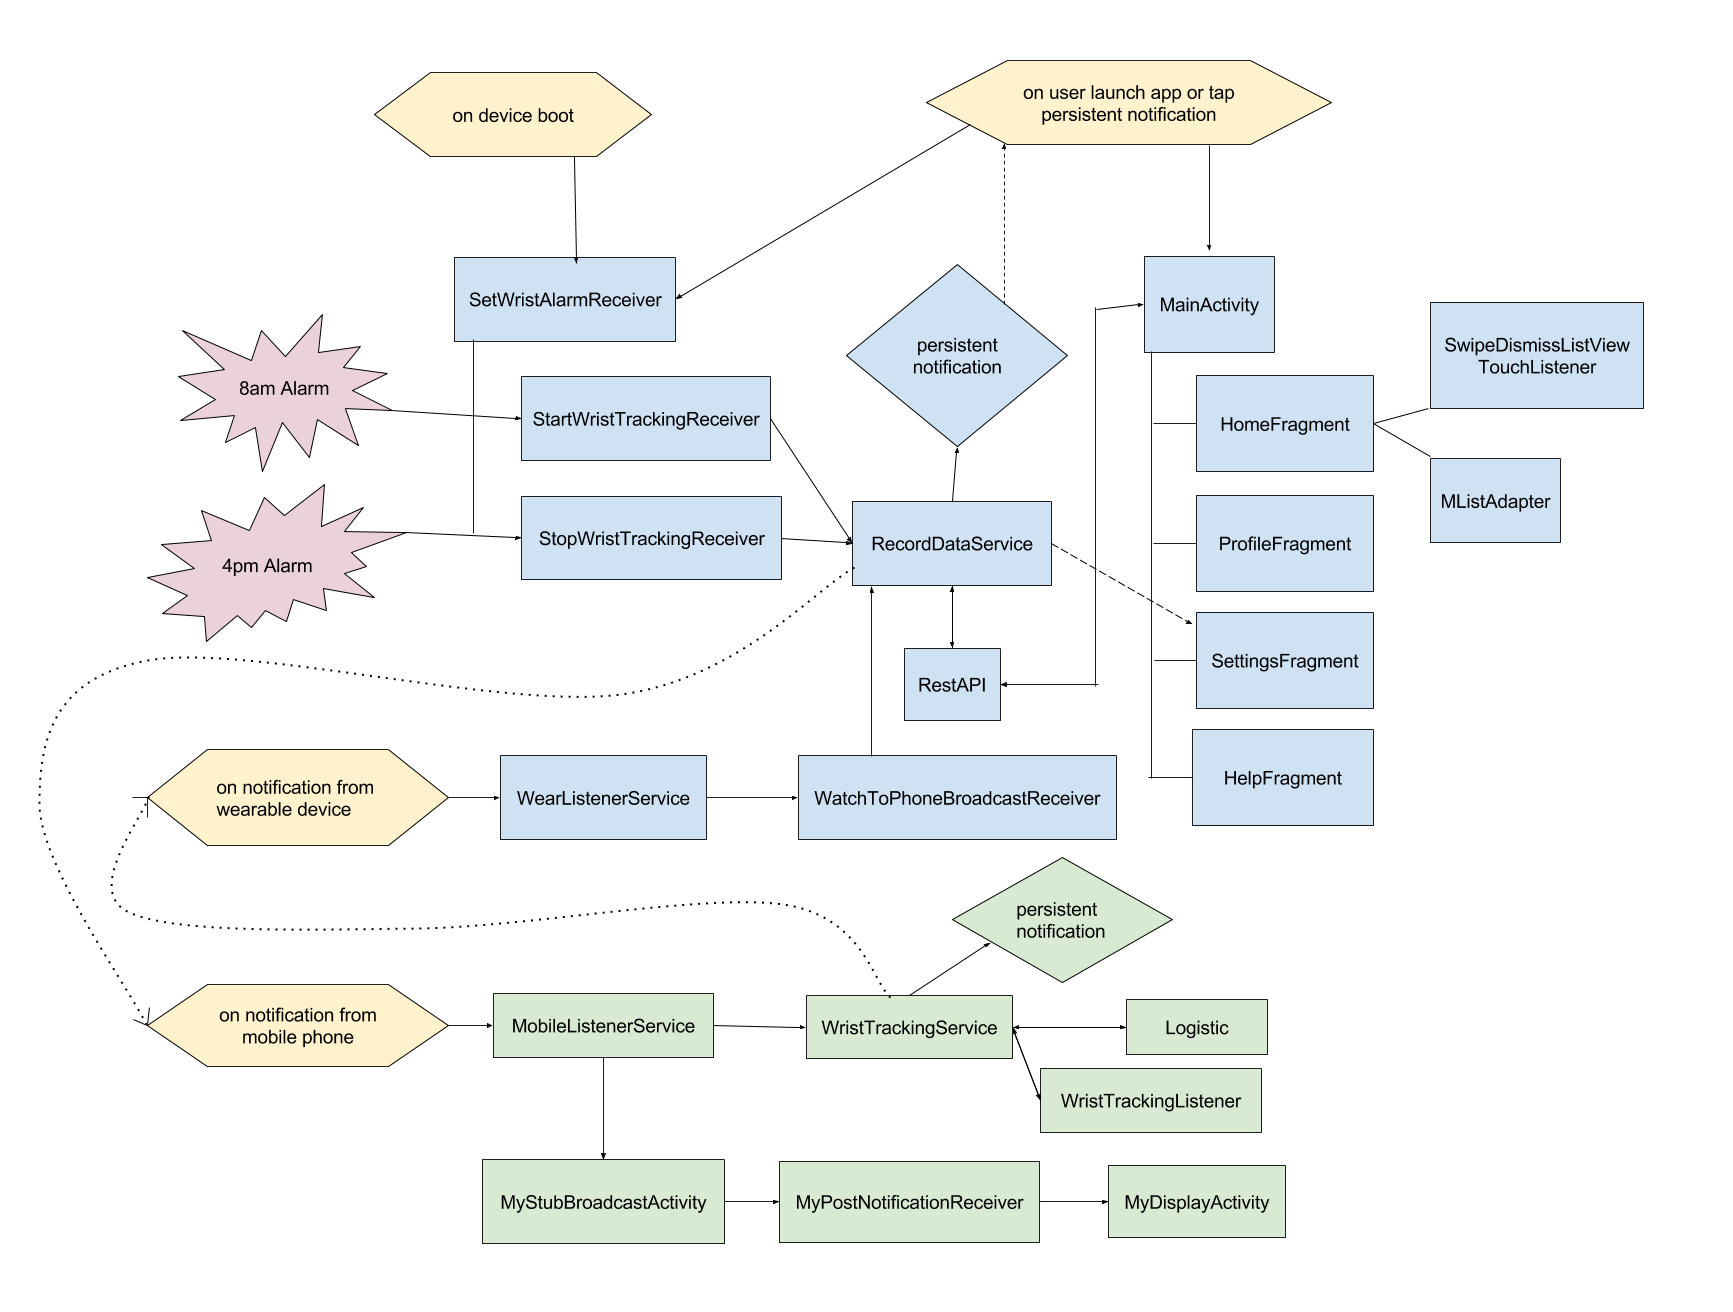 on device boot
on user launch app or tap
persistent notification
SetWristAlarmReceiver
MainActivity
persistent
notification
SwipeDismissListView
TouchListener
8am Alarm
StartWristTrackingReceiver
HomeFragment
MListAdapter
StopWristTrackingReceiver
RecordDataService
ProfileFragment
4pm Alarm
SettingsFragment
RestAPI
on notification from
wearable device
WearListenerService
WatchToPhoneBroadcastReceiver
HelpFragment
persistent
notification
on notification from
mobile phone
MobileListenerService
WristTrackingService
Logistic
WristTrackingListener
MyStubBroadcastActivity
MyPostNotificationReceiver
MyDisplayActivity